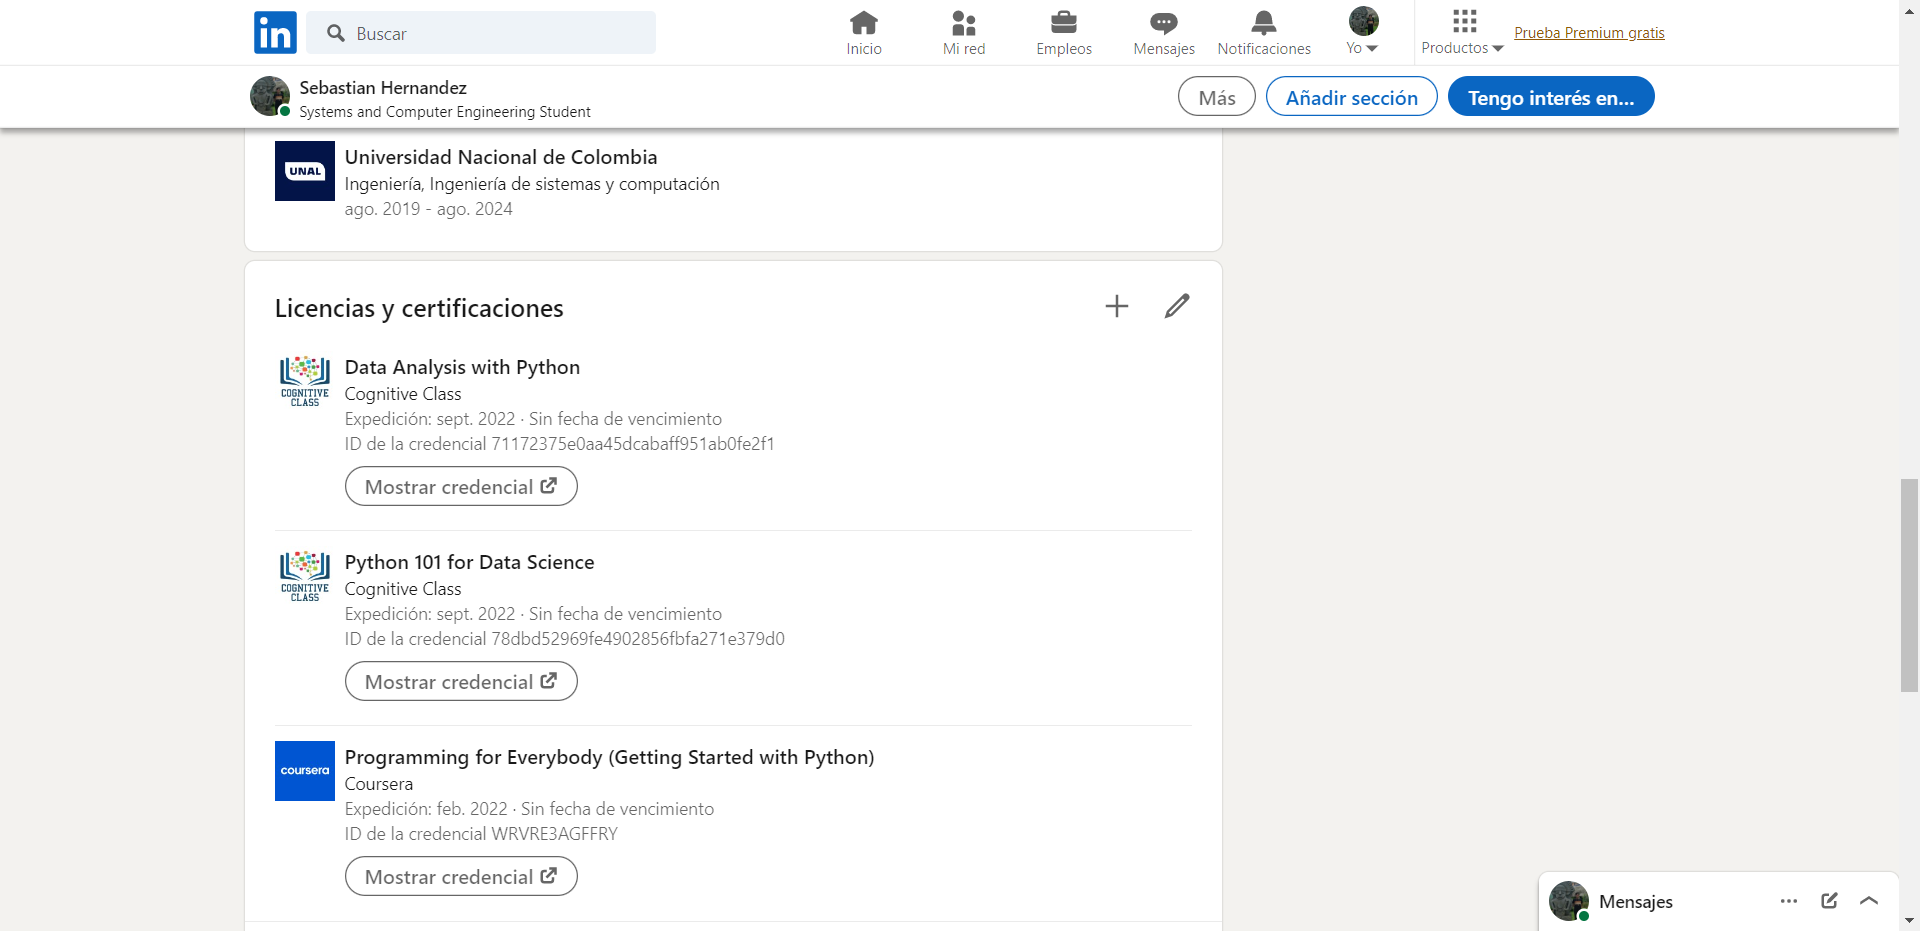 in
Buscar
Inicio
Mi red
Empleos
Mensajes
Notificaciones
Yo
Productos
Prueba Premium gratis
Sebastian Hernandez
Systems and Computer Engineering Student
Más
Añadir sección
Tengo interés en...
UNAL
Universidad Nacional de Colombia
Ingeniería, Ingeniería de sistemas y computación
ago. 2019 - ago. 2024
Licencias y certificaciones
COGNITIVE
CLASS
Data Analysis with Python
Cognitive Class
Expedición: sept. 2022 · Sin fecha de vencimiento
ID de la credencial 71172375e0aa45dcabaff951ab0fe2f1
Mostrar credencial
COGNITIVE
CLASS
Python 101 for Data Science
Cognitive Class
Expedición: sept. 2022 · Sin fecha de vencimiento
ID de la credencial 78dbd52969fe4902856fbfa271e379d0
Mostrar credencial
coursera
Programming for Everybody (Getting Started with Python)
Coursera
Expedición: feb. 2022 · Sin fecha de vencimiento
ID de la credencial WRVRE3AGFFRY
Mostrar credencial
Mensajes